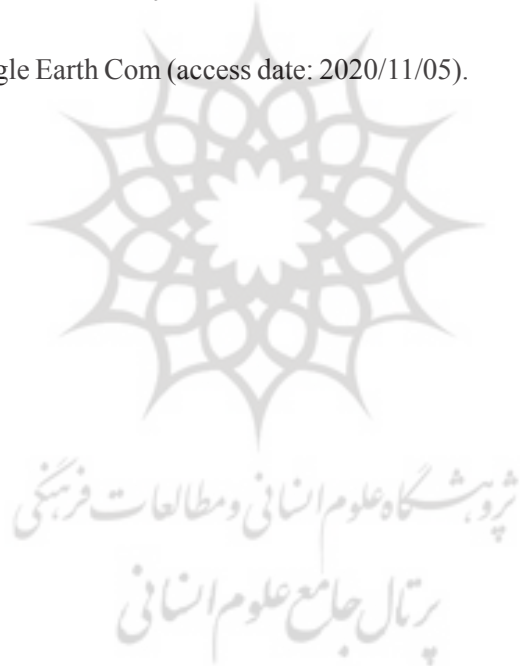 gle Earth Com (access date: 2020/11/05).
پژوهشگاه علوم انسانی و مطالعات فرهنگی
پرتال جامع علوم انسانی